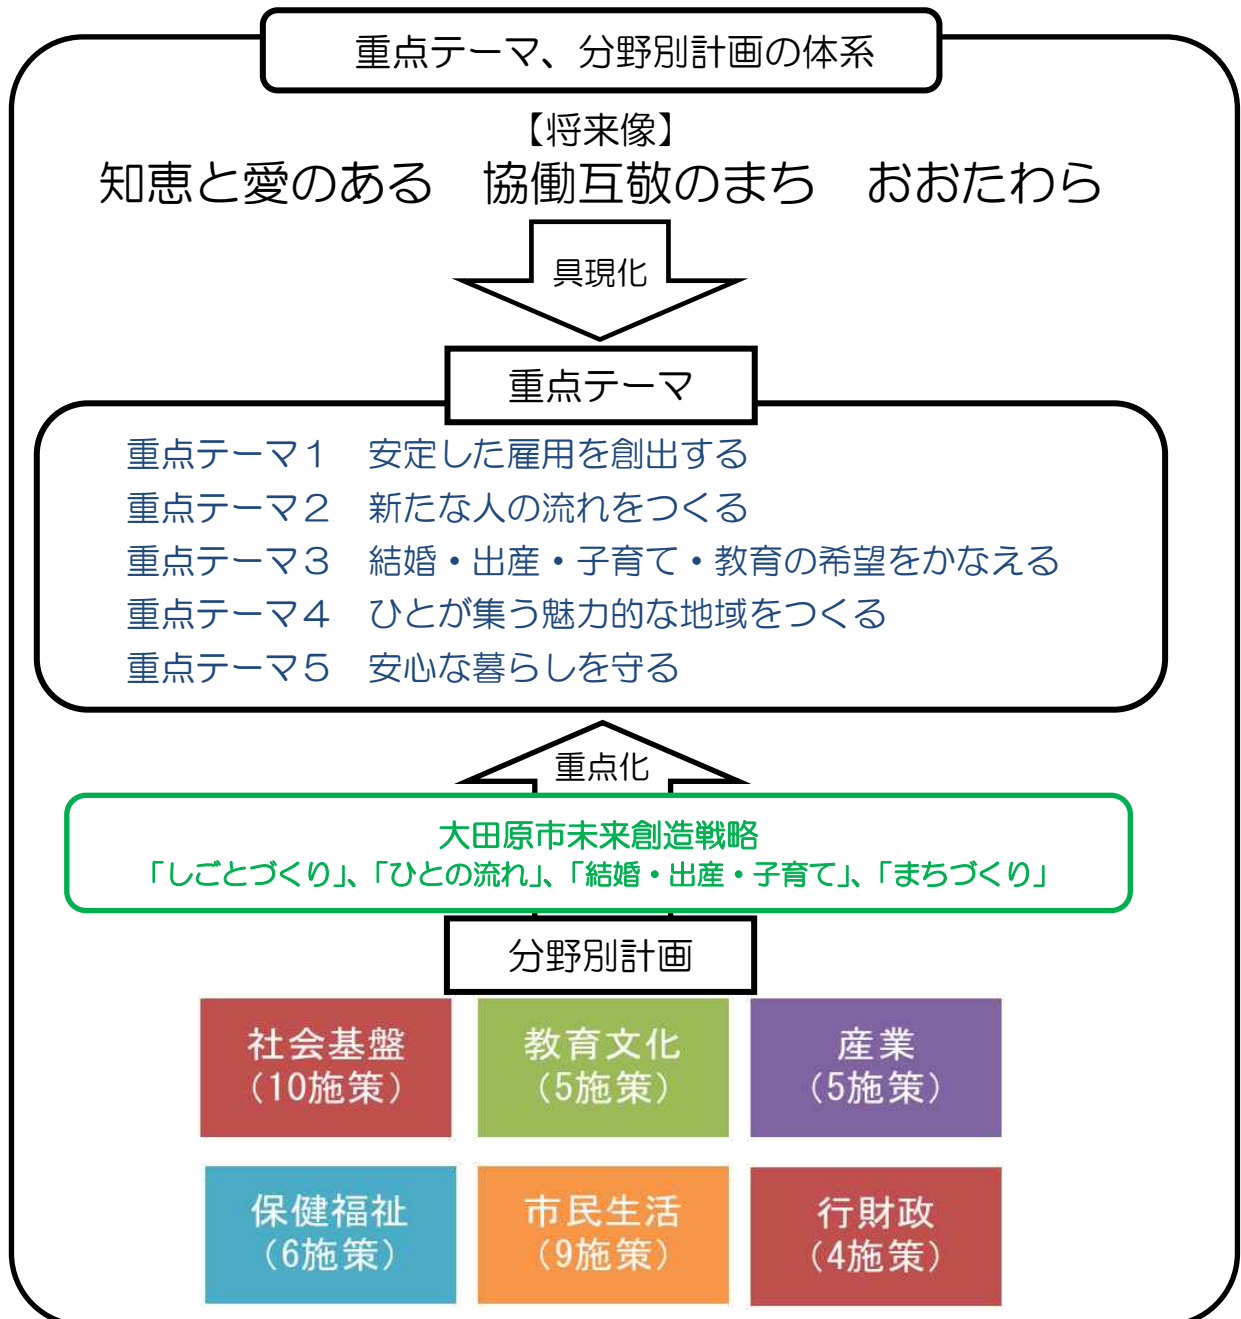 重点テーマ、分野別計画の体系
【将来像】
知恵と愛のある　協働互敬のまち　おおたわら
具現化
重点テーマ
重点テーマ１　安定した雇用を創出する
重点テーマ２　新たな人の流れをつくる
重点テーマ３　結婚・出産・子育て・教育の希望をかなえる
重点テーマ４　ひとが集う魅力的な地域をつくる
重点テーマ５　安心な暮らしを守る
重点化
大田原市未来創造戦略
「しごとづくり」、「ひとの流れ」、「結婚・出産・子育て」、「まちづくり」
分野別計画
社会基盤
（10施策）
教育文化
（5施策）
産業
（5施策）
保健福祉
（6施策）
市民生活
（9施策）
行財政
（4施策）